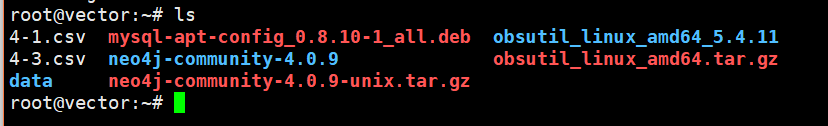 root@vector:~# ls
4-1.csv  mysql-apt-config_0.8.10-1_all.deb  obsutil_linux_amd64_5.4.11
4-3.csv  neo4j-community-4.0.9              obsutil_linux_amd64.tar.gz
data     neo4j-community-4.0.9-unix.tar.gz
root@vector:~#